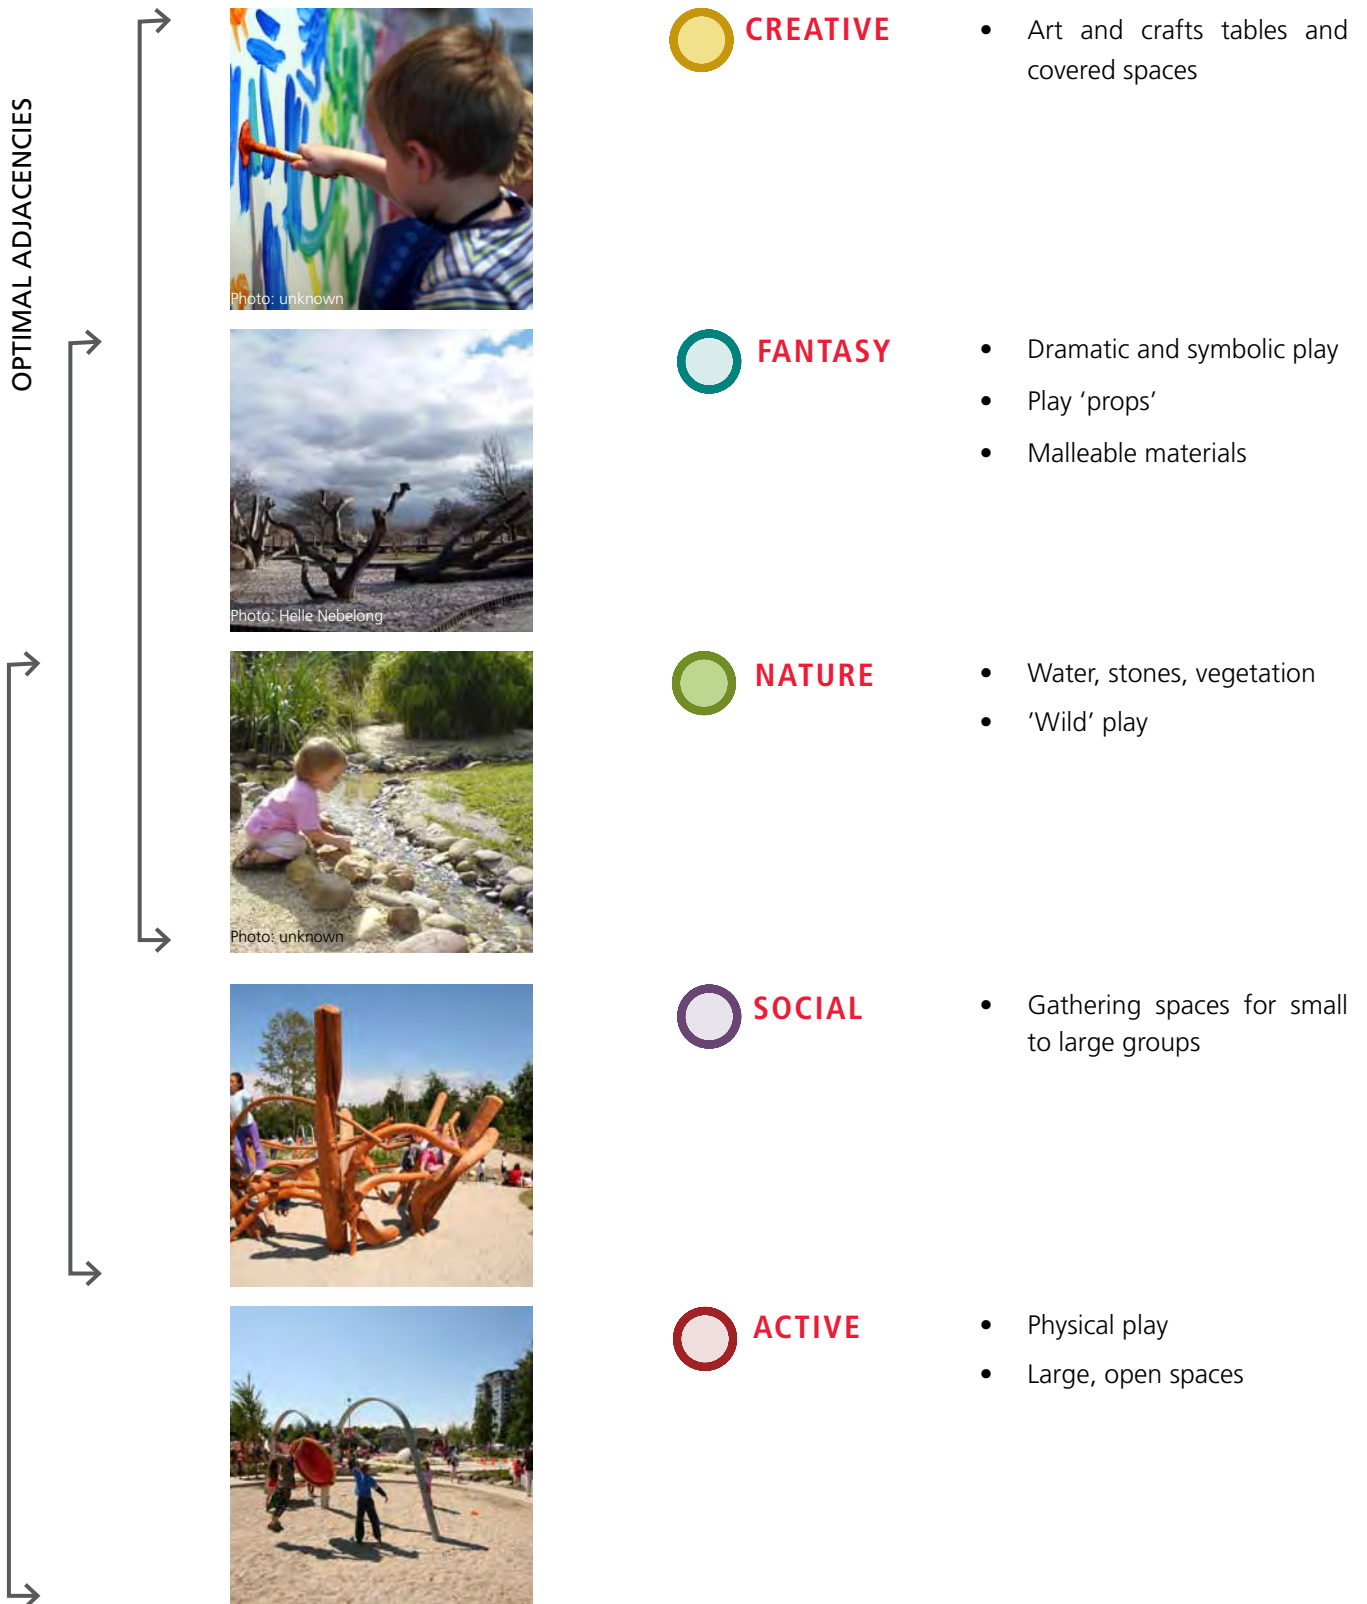 OPTIMAL ADJACENCIES
Photo: unknown
CREATIVE
• Art and crafts tables and
covered spaces
Photo: Helle Nebelong
FANTASY
• Dramatic and symbolic play
• Play ‘props’
• Malleable materials
Photo: unknown
NATURE
• Water, stones, vegetation
• ’Wild’ play
SOCIAL
• Gathering spaces for small
to large groups
ACTIVE
• Physical play
• Large, open spaces